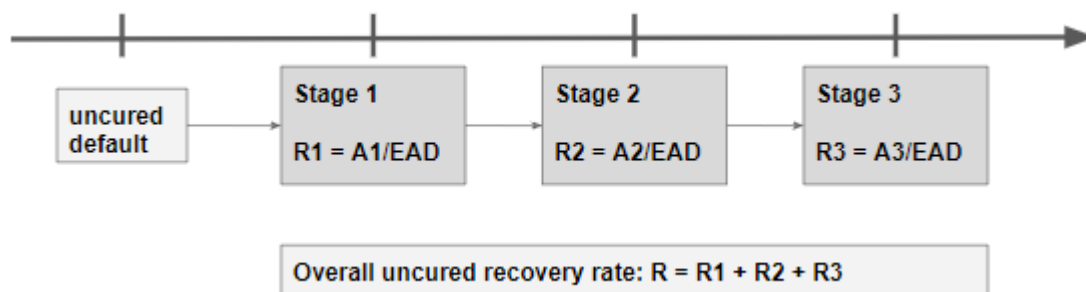 uncured
default
Stage 1
R1 = A1/EAD
Stage 2
R2 = A2/EAD
Stage 3
R3 = A3/EAD
Overall uncured recovery rate: R = R1 + R2 + R3